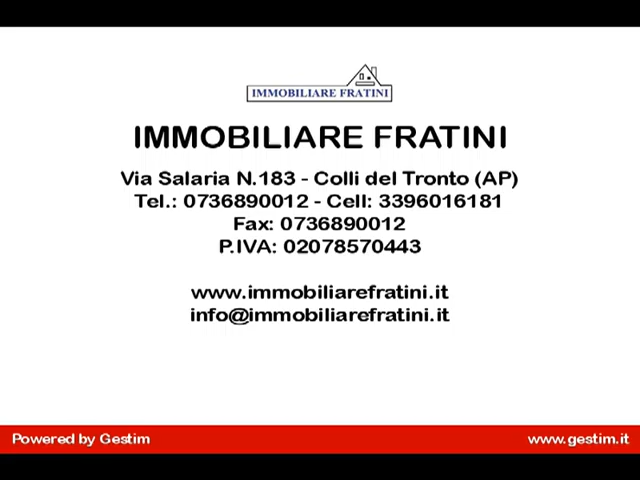 IMMOBILIARE FRATINI
IMMOBILIARE FRATINI
Via Salaria N.183 - Colli del Tronto (AP)
Tel.: 0736890012 - Cell: 3396016181
Fax: 0736890012
P.IVA: 02078570443
www.immobiliarefratini.it
info@immobiliarefratini.it
Powered by Gestim
www.gestim.it